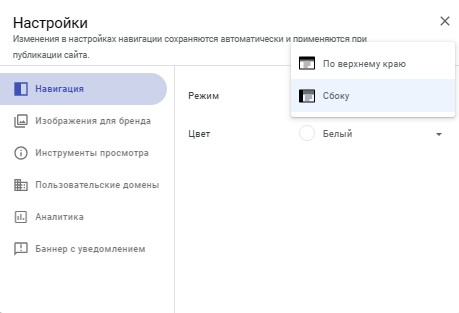 Настройки
Изменения в настройках навигации сохраняются автоматически и применяются при
публикации сайта.
По верхнему краю
Навигация
Режим
Сбоку
Изображения для бренда
Цвет
Белый
Инструменты просмотра
Пользовательские домены
Аналитика
Баннер с уведомлением